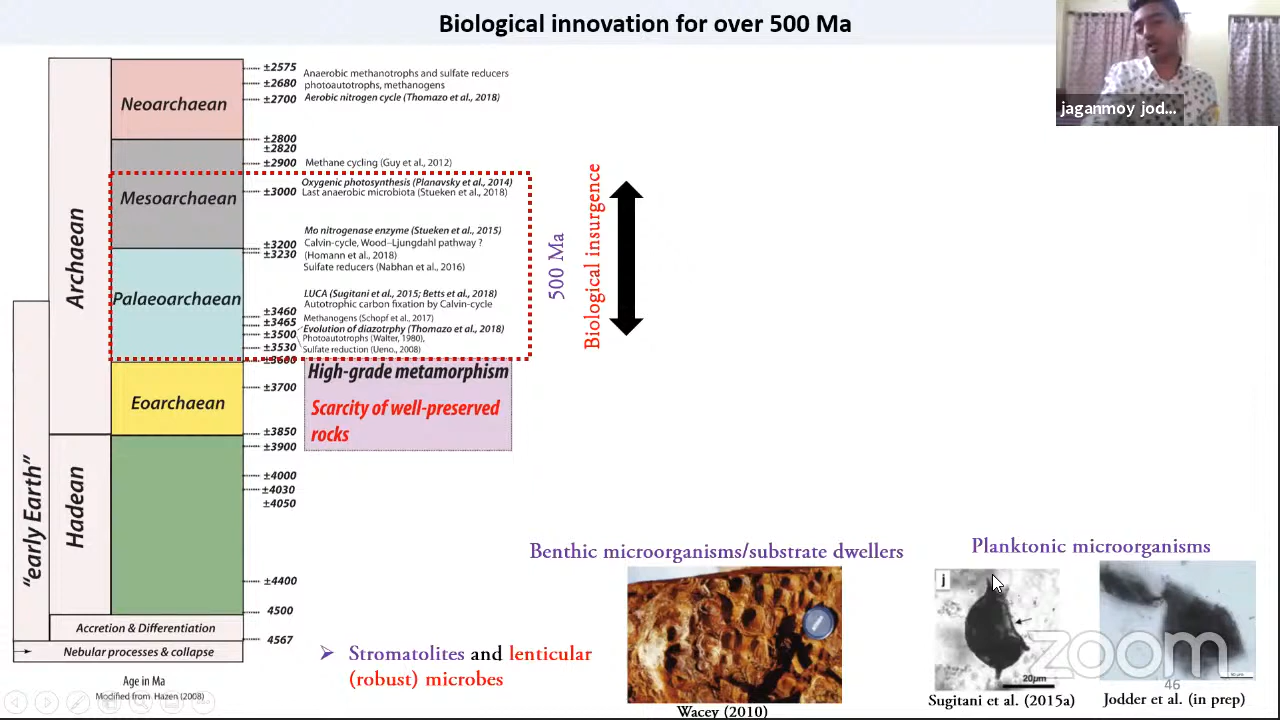 Biological innovation for over 500 Ma
jaganmoy jod...
"early Earth"
Archaean
Hadean
Neoarchaean
Mesoarchaean
Palaeoarchaean
Eoarchaean
Accretion & Differentiation
Nebular processes & collapse
±2575
±2680
±2700
±2800
±2820
±2900
±3000
±3200
±3230
±3460
±3465
±3500
±3530
±3600
±3700
±3850
±3900
±4000
±4030
±4050
±4400
4500
4567
Age in Ma
Modified from Hazen (2008)
Anaerobic methanotrophs and sulfate reducers
photoautotrophs, methanogens
Aerobic nitrogen cycle (Thomazo et al., 2018)
Methane cycling (Guy et al., 2012)
Oxygenic photosynthesis (Planavsky et al., 2014)
Last anaerobic microbiota (Stueken et al., 2018)
Mo nitrogenase enzyme (Stueken et al., 2015)
Calvin-cycle, Wood–Ljungdahl pathway ?
(Homann et al., 2018)
Sulfate reducers (Nabhan et al., 2016)
LUCA (Sugitani et al., 2015; Betts et al., 2018)
Autotrophic carbon fixation by Calvin-cycle
Methanogens (Schopf et al., 2017)
Evolution of diazotrphy (Thomazo et al., 2018)
Photoautotrophs (Walter, 1980),
Sulfate reduction (Ueno., 2008)
High-grade metamorphism
Scarcity of well-preserved
rocks
500 Ma
Biological insurgence
➢ Stromatolites and lenticular
(robust) microbes
Benthic microorganisms/substrate dwellers
Wacey (2010)
Planktonic microorganisms
j
20μm
Sugitani et al. (2015a)
Jodder et al. (in prep)
zoom
46